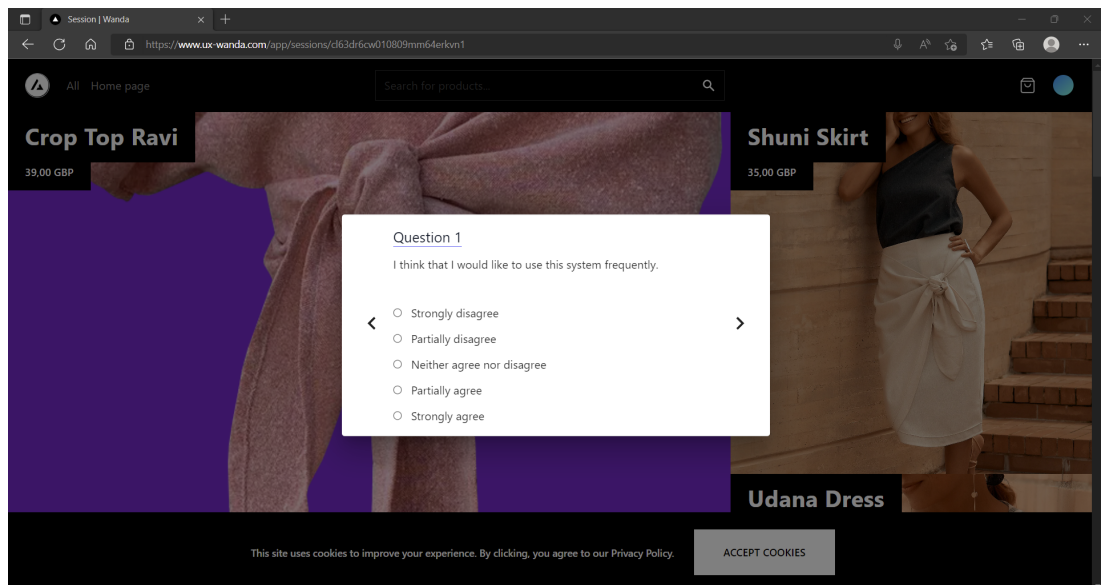 Session | Wanda
https://www.ux-wanda.com/app/sessions/cl63dr6cw010809mm64erkvn1
All Home page
Search for products...
Crop Top Ravi
39,00 GBP
Shuni Skirt
35,00 GBP
Question 1
I think that I would like to use this system frequently.
Strongly disagree
Partially disagree
Neither agree nor disagree
Partially agree
Strongly agree
Udana Dress
This site uses cookies to improve your experience. By clicking, you agree to our Privacy Policy.
ACCEPT COOKIES